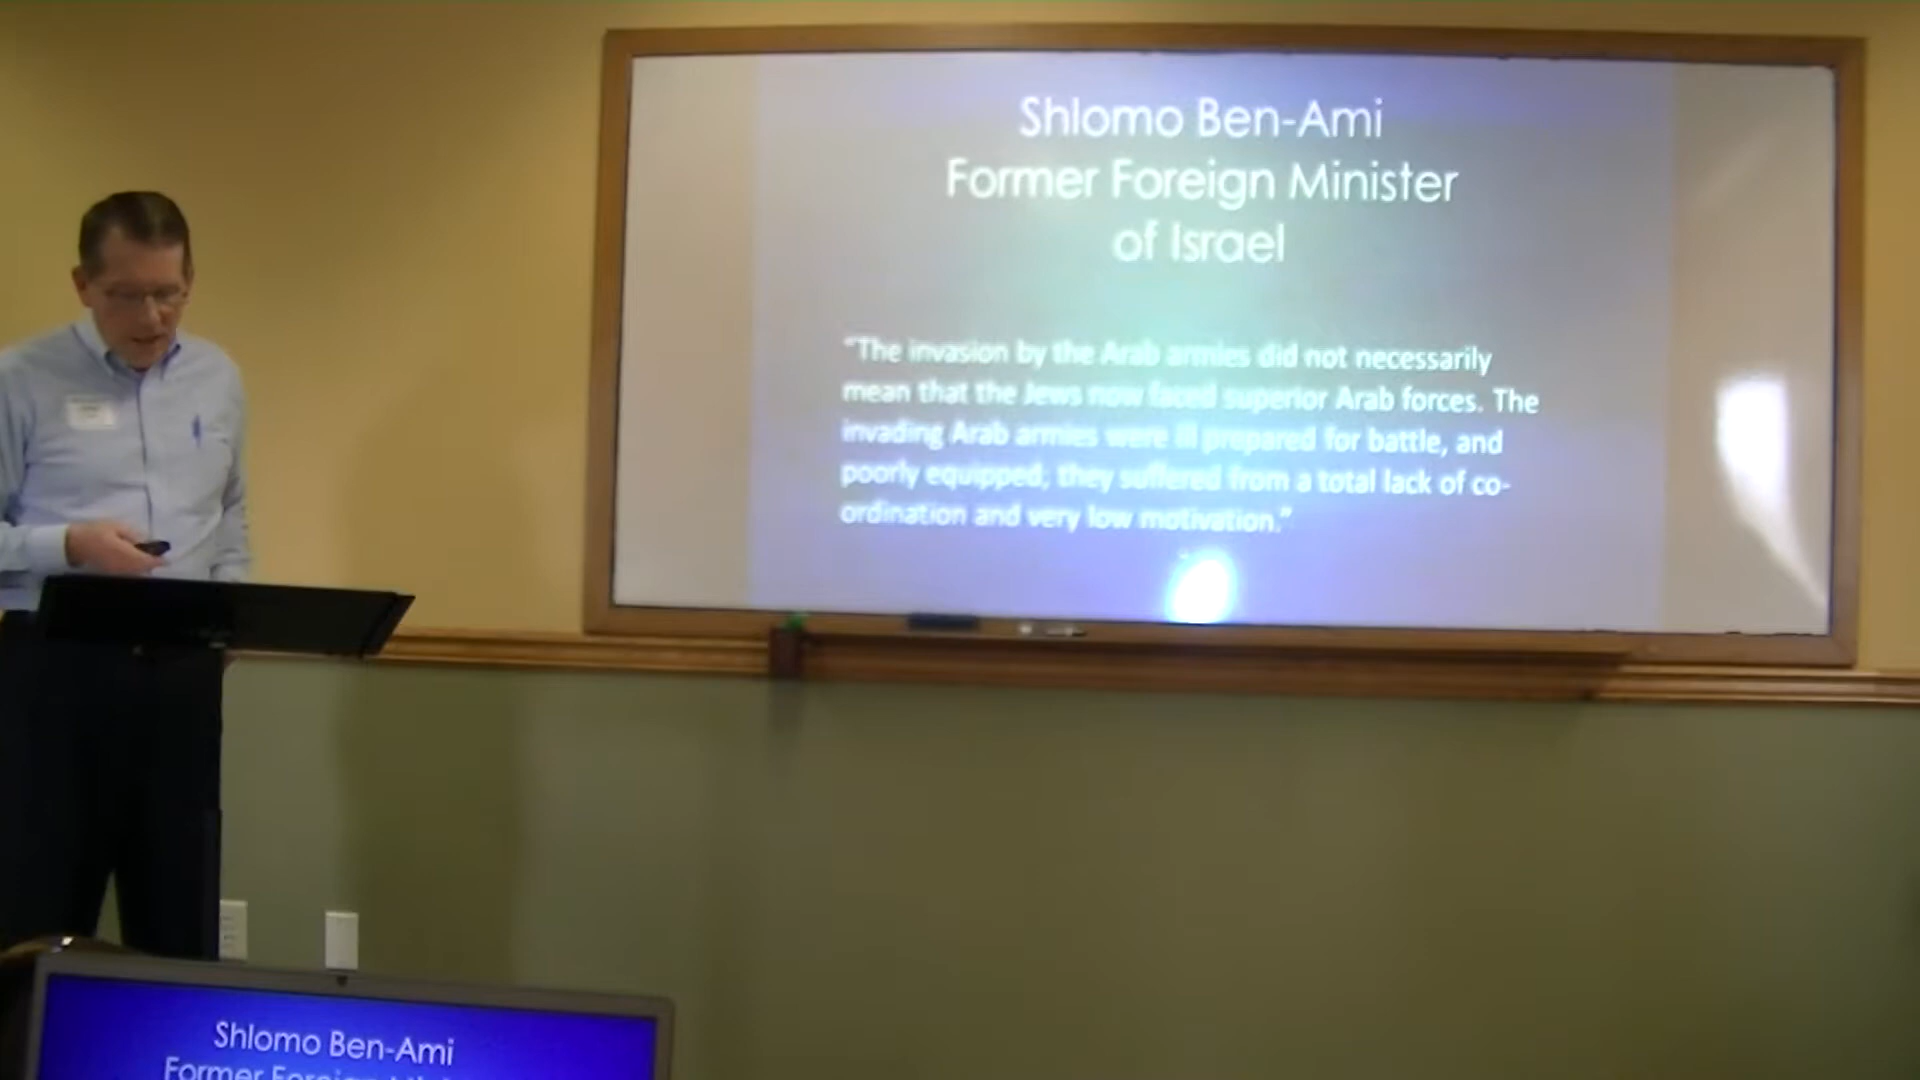 Shlomo Ben-Ami
Former Foreign Minister
of Israel
"The invasion by the Arab armies did not necessarily
mean that the Jews now faced superior Arab forces. The
invading Arab armies were ill prepared for battle, and
poorly equipped, they suffered from a total lack of co-
ordination and very low motivation."
Shlomo Ben-Ami
Former Foreign